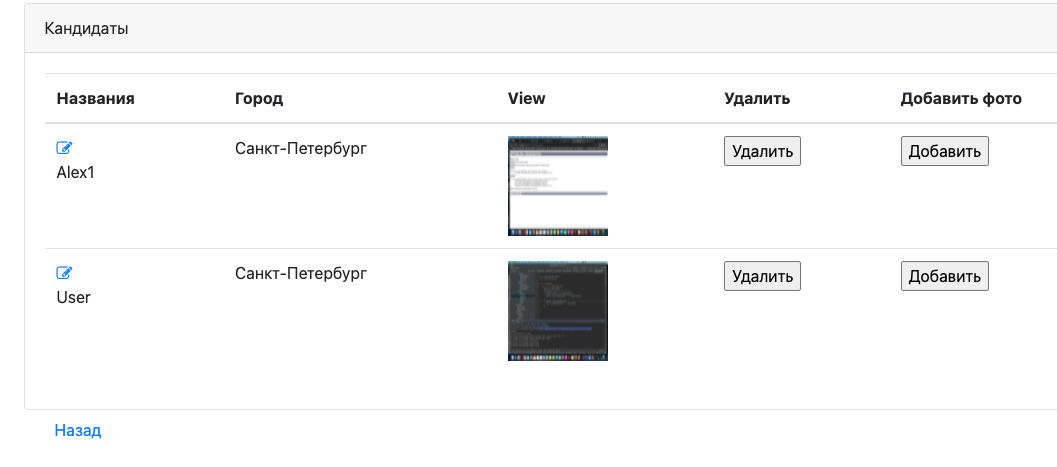 Кандидаты
Названия Город View Удалить Добавить фото
Санкт-Петербург Удалить Добавить
Alex1
Санкт-Петербург Удалить Добавить
User
Назад